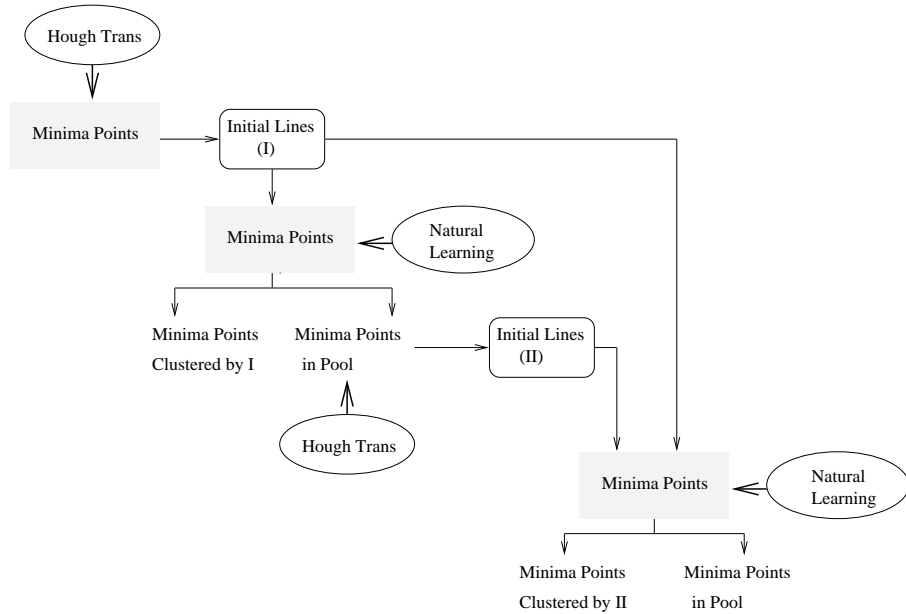 Hough Trans
Minima Points
Initial Lines
(I)
Minima Points
Natural
Learning
Minima Points
Clustered by I
Minima Points
in Pool
Initial Lines
(II)
Hough Trans
Minima Points
Natural
Learning
Minima Points
Clustered by II
Minima Points
in Pool